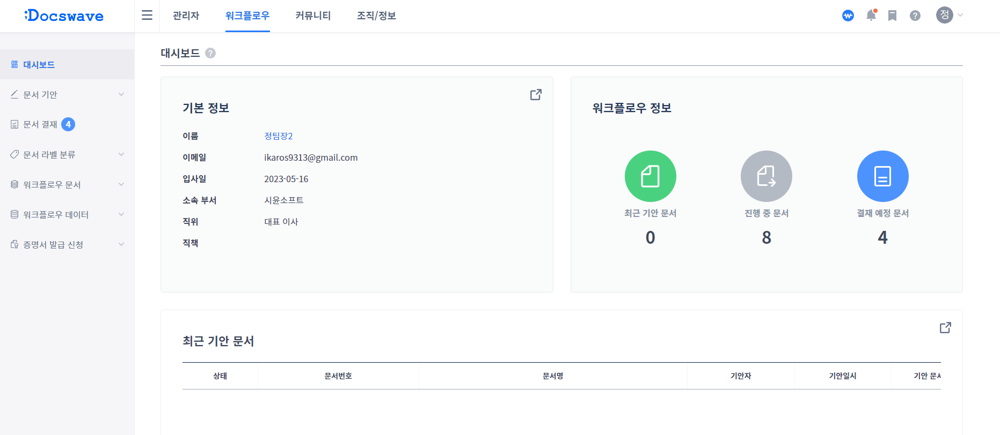 Docswave
관리자 워크플로우 커뮤니티 조직/정보
정
대시보드
문서 기안
문서 결재 4
문서 라벨 분류
워크플로우 문서
워크플로우 데이터
증명서 발급 신청
대시보드 ?
기본 정보
이름 정팀장2
이메일 ikaros9313@gmail.com
입사일 2023-05-16
소속 부서 시윤소프트
직위 대표 이사
직책
워크플로우 정보
최근 기안 문서 진행 중 문서 결재 예정 문서
0 8 4
최근 기안 문서
상태 문서번호 문서명 기안자 기안일시 기안 문서